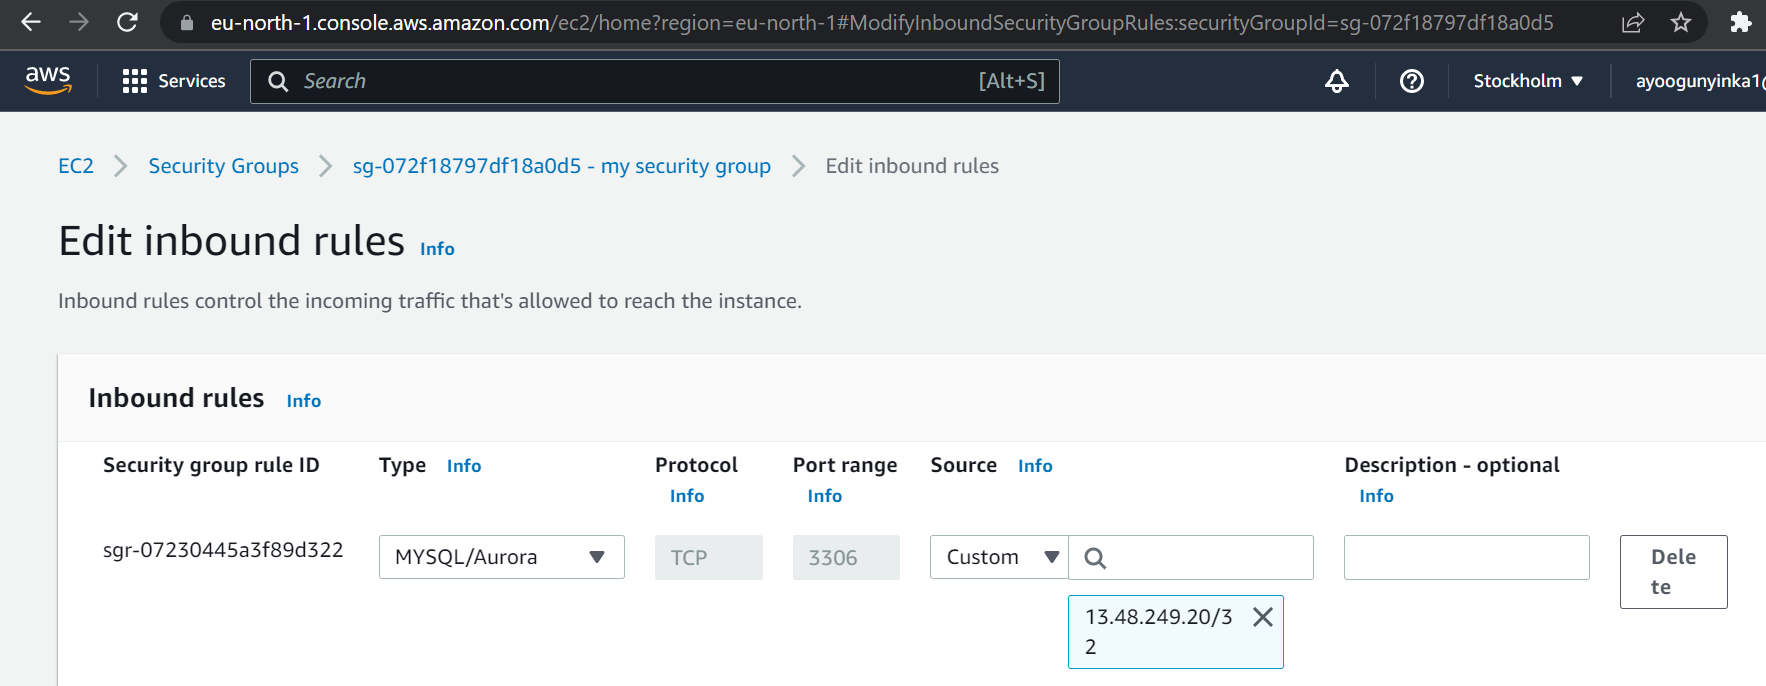 eu-north-1.console.aws.amazon.com/ec2/home?region=eu-north-1#ModifyInboundSecurityGroupRules:securityGroupId=sg-072f18797df18a0d5
aws Services Search [Alt+S] Stockholm ayoogunyinka1
EC2 Security Groups sg-072f18797df18a0d5 - my security group Edit inbound rules
Edit inbound rules Info
Inbound rules control the incoming traffic that's allowed to reach the instance.
Inbound rules Info
Security group rule ID Type Info Protocol Port range Source Info Description - optional
Info Info Info
sgr-07230445a3f89d322 MYSQL/Aurora TCP 3306 Custom Dele
te
13.48.249.20/3
2